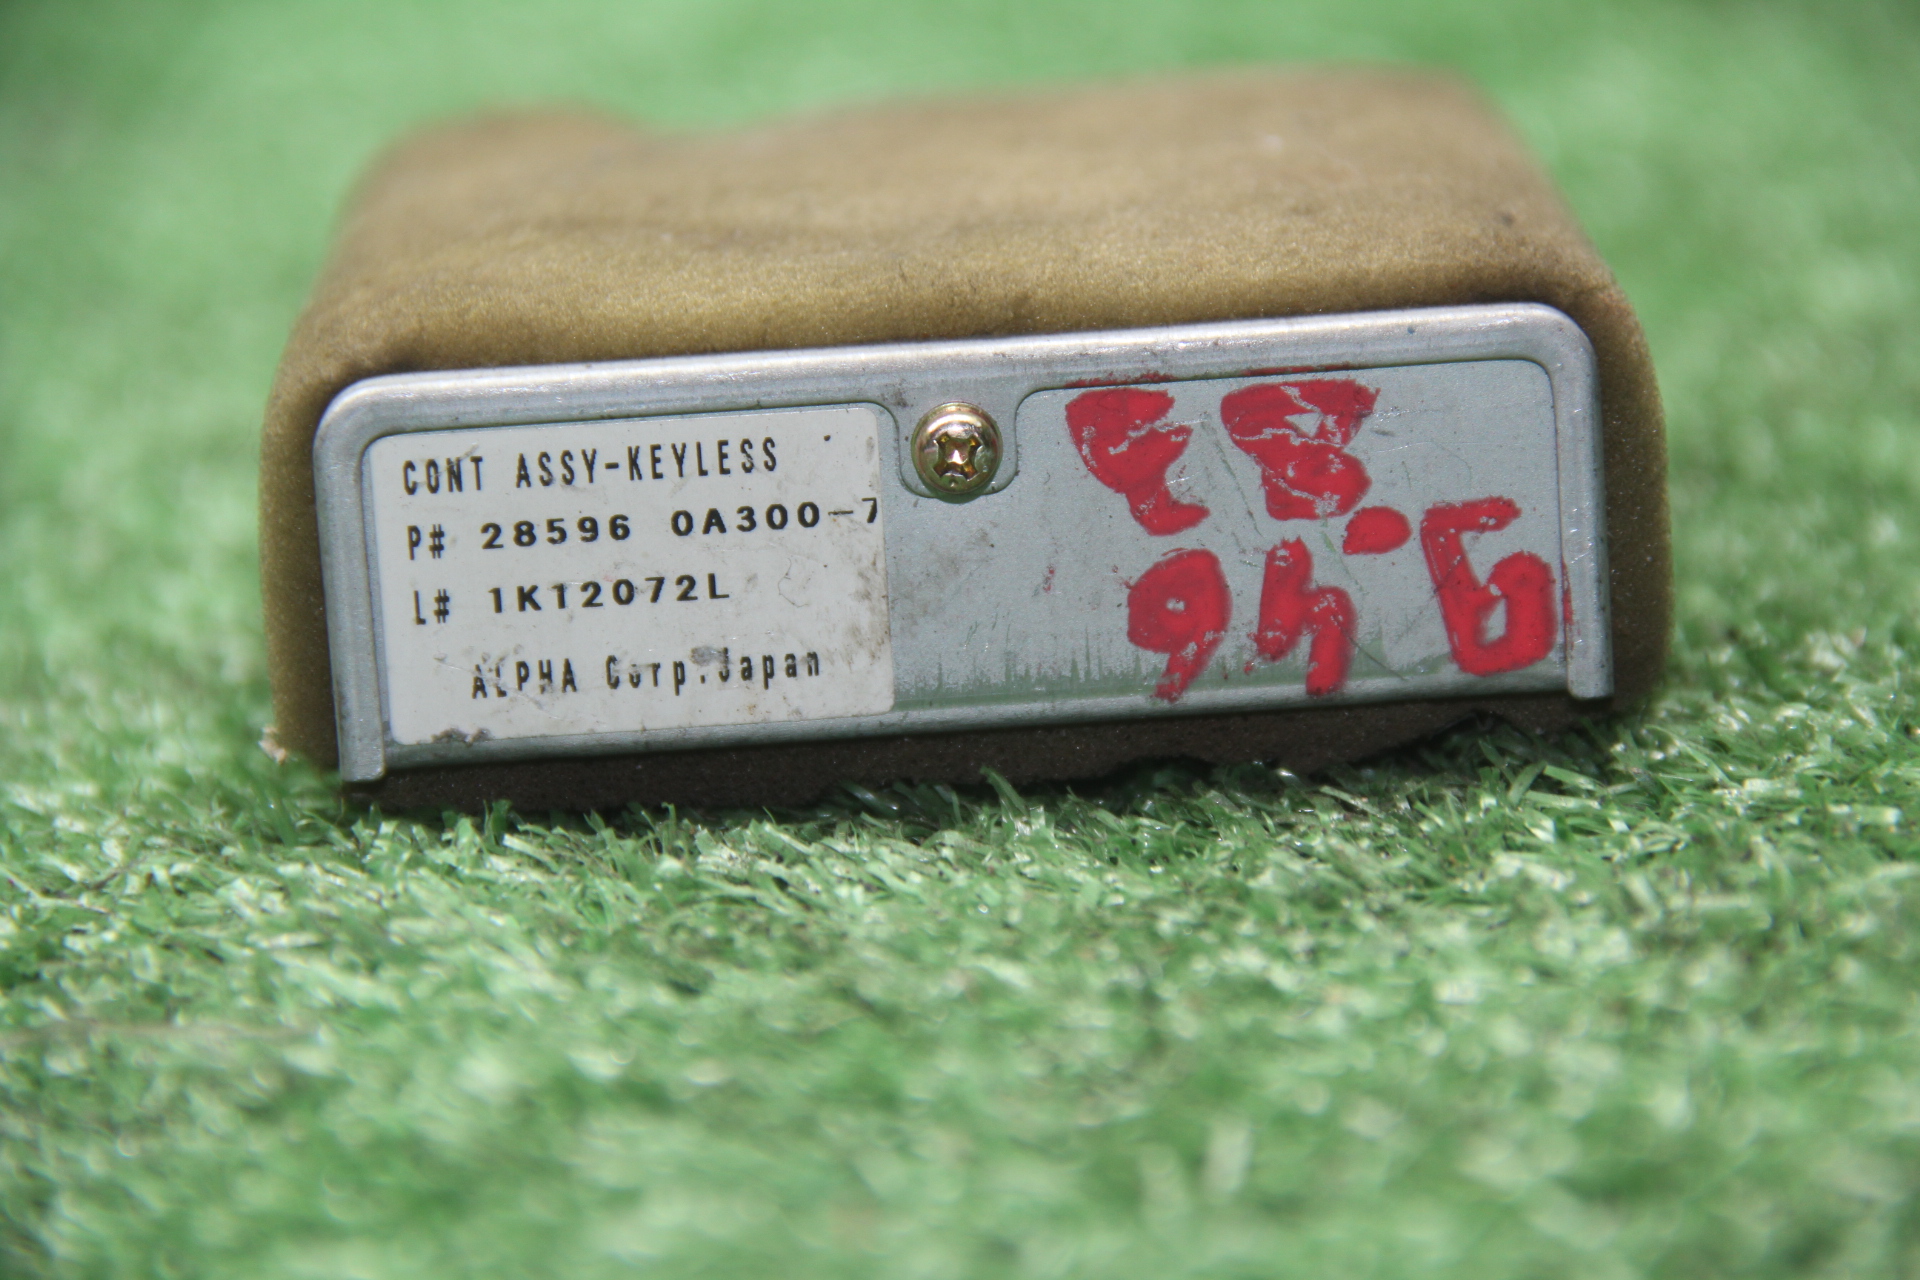 CONT ASSY-KEYLESS
P# 28596 0A300-7
L# 1K12072L
ALPHA Corp.Japan